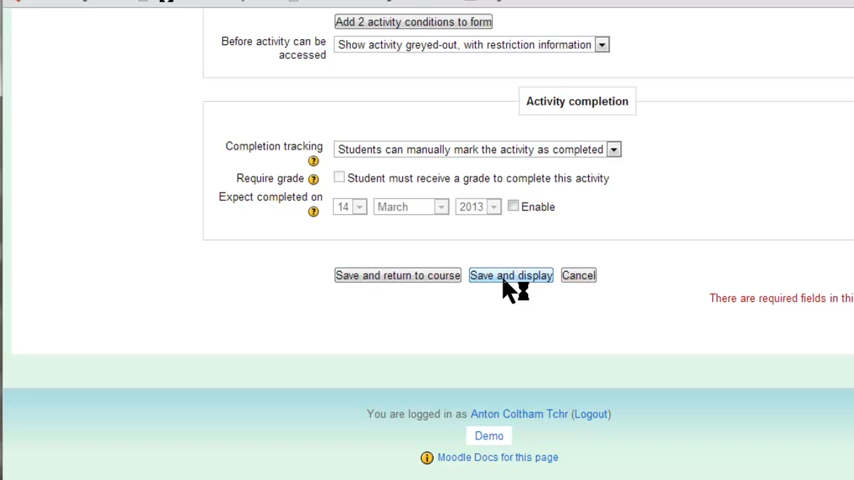 Add 2 activity conditions to form
Before activity can be accessed
Show activity greyed-out, with restriction information
Activity completion
Completion tracking
Students can manually mark the activity as completed
Require grade
Student must receive a grade to complete this activity
Expect completed on
14 March 2013 Enable
Save and return to course Save and display Cancel
There are required fields in thi
You are logged in as Anton Coltham Tchr (Logout)
Demo
Moodle Docs for this page